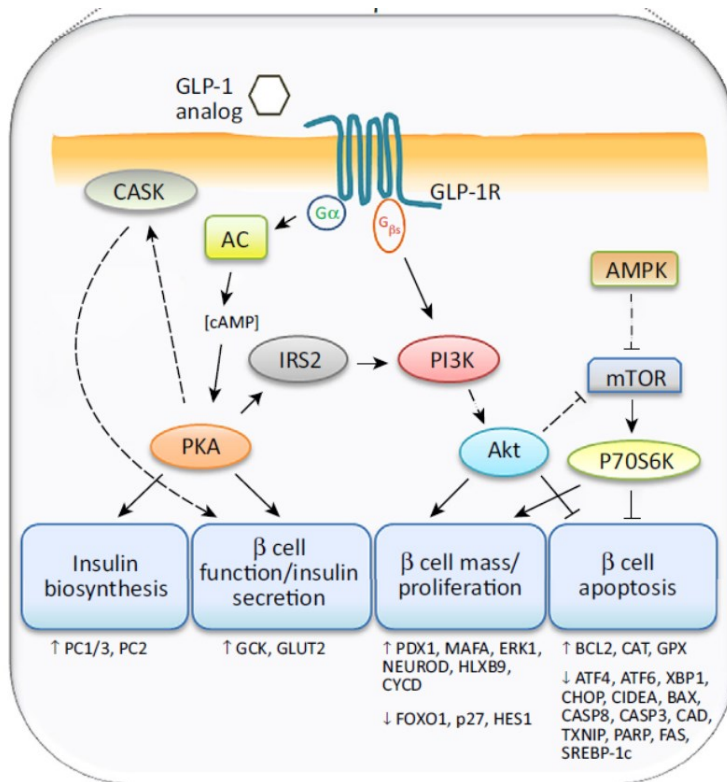 GLP-1
analog
CASK
GLP-1R
Gα
Gβs
AC
AMPK
[cAMP]
IRS2
PI3K
mTOR
PKA
Akt
P70S6K
Insulin
biosynthesis
β cell
function/insulin
secretion
β cell mass/
proliferation
β cell
apoptosis
↑ PC1/3, PC2
↑ GCK, GLUT2
↑ PDX1, MAFA, ERK1,
NEUROD, HLXB9,
CYCD
↓ FOXO1, p27, HES1
↑ BCL2, CAT, GPX
↓ ATF4, ATF6, XBP1,
CHOP, CIDEA, BAX,
CASP8, CASP3, CAD,
TXNIP, PARP, FAS,
SREBP-1c